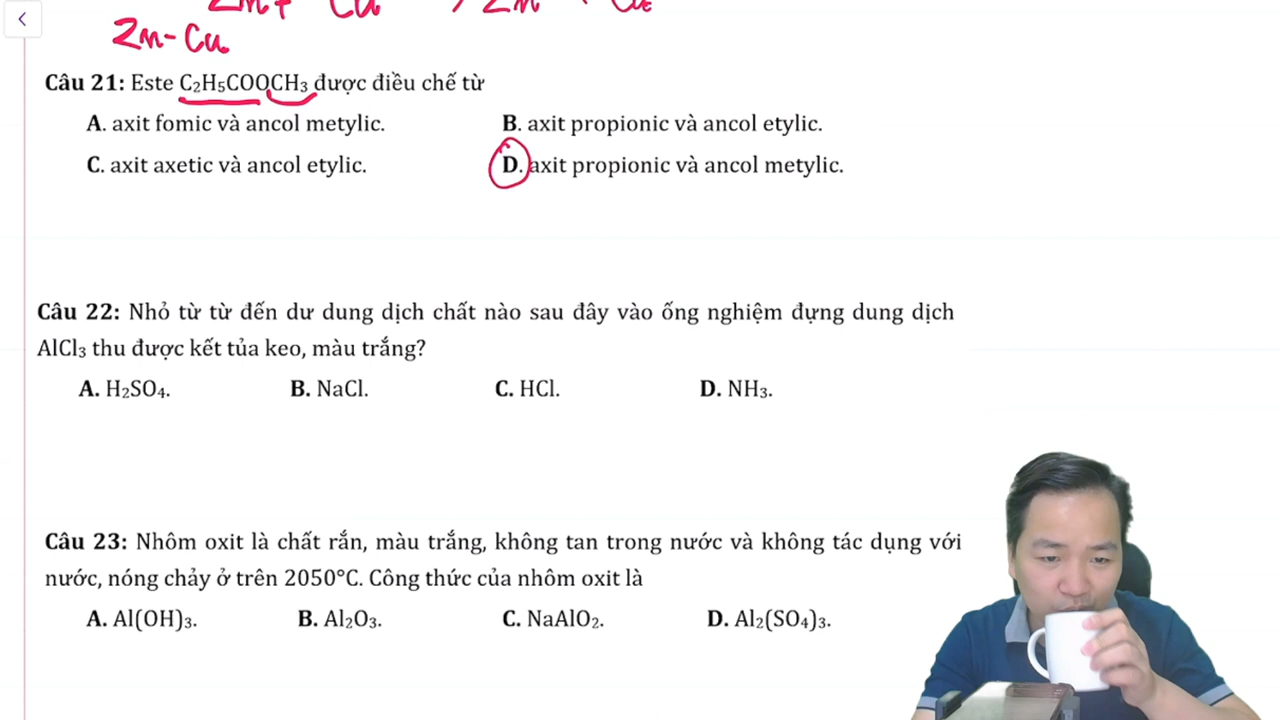 Zn - Cu
Câu 21: Este C₂H₅COOCH₃ được điều chế từ
A. axit fomic và ancol metylic. B. axit propionic và ancol etylic.
C. axit axetic và ancol etylic. D. axit propionic và ancol metylic.
Câu 22: Nhỏ từ từ đến dư dung dịch chất nào sau đây vào ống nghiệm đựng dung dịch
AlCl₃ thu được kết tủa keo, màu trắng?
A. H₂SO₄. B. NaCl. C. HCl. D. NH₃.
Câu 23: Nhôm oxit là chất rắn, màu trắng, không tan trong nước và không tác dụng với
nước, nóng chảy ở trên 2050°C. Công thức của nhôm oxit là
A. Al(OH)₃. B. Al₂O₃. C. NaAlO₂. D. Al₂(SO₄)₃.